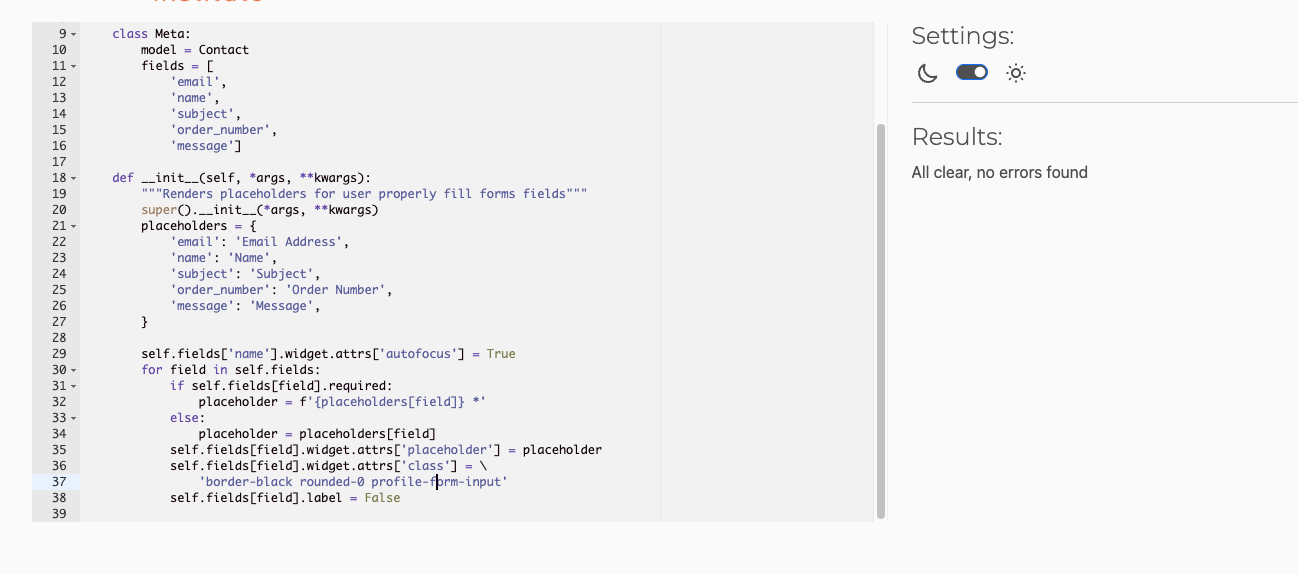 9 class Meta:
10 model = Contact
11 fields = [
12 'email',
13 'name',
14 'subject',
15 'order_number',
16 'message']
17
18 def __init__(self, *args, **kwargs):
19 """Renders placeholders for user properly fill forms fields"""
20 super().__init__(*args, **kwargs)
21 placeholders = {
22 'email': 'Email Address',
23 'name': 'Name',
24 'subject': 'Subject',
25 'order_number': 'Order Number',
26 'message': 'Message',
27 }
28
29 self.fields['name'].widget.attrs['autofocus'] = True
30 for field in self.fields:
31 if self.fields[field].required:
32 placeholder = f'{placeholders[field]} *'
33 else:
34 placeholder = placeholders[field]
35 self.fields[field].widget.attrs['placeholder'] = placeholder
36 self.fields[field].widget.attrs['class'] = \
37 'border-black rounded-0 profile-form-input'
38 self.fields[field].label = False
39
Settings:
Results:
All clear, no errors found